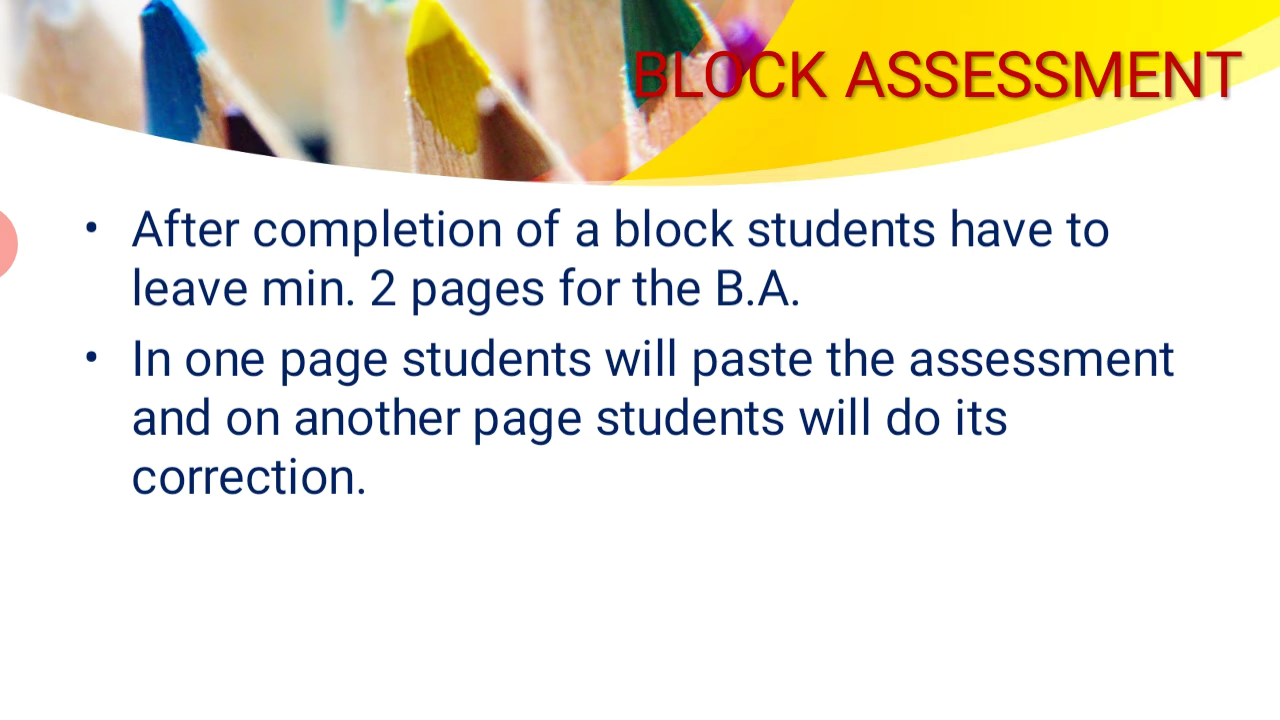 BLOCK ASSESSMENT
• After completion of a block students have to
leave min. 2 pages for the B.A.
• In one page students will paste the assessment
and on another page students will do its
correction.